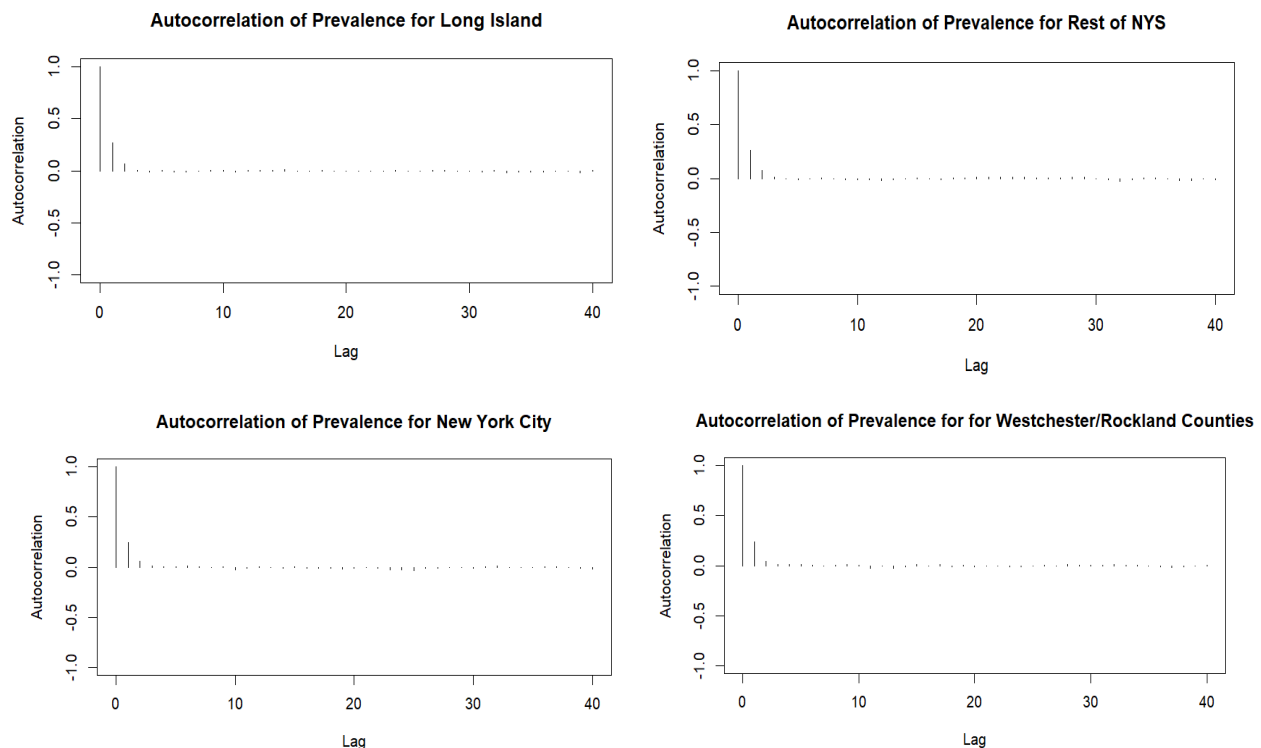 Autocorrelation of Prevalence for Long Island
Autocorrelation
1.0
0.5
0.0
-0.5
-1.0
0 10 20 30 40
Lag
Autocorrelation of Prevalence for Rest of NYS
Autocorrelation
1.0
0.5
0.0
-0.5
-1.0
0 10 20 30 40
Lag
Autocorrelation of Prevalence for New York City
Autocorrelation
1.0
0.5
0.0
-0.5
-1.0
0 10 20 30 40
Lag
Autocorrelation of Prevalence for for Westchester/Rockland Counties
Autocorrelation
1.0
0.5
0.0
-0.5
-1.0
0 10 20 30 40
Lag